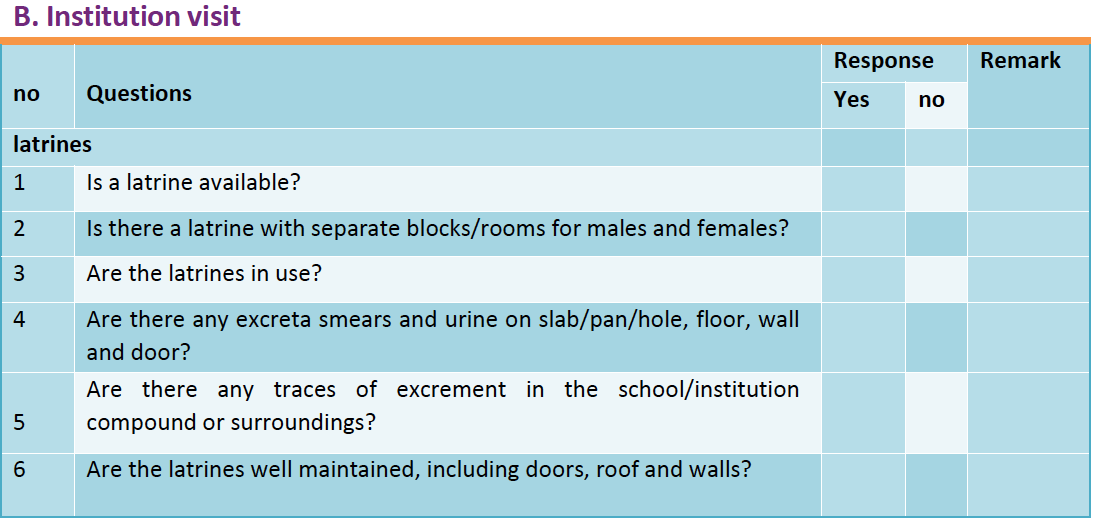 B. Institution visit
no Questions Response Remark
Yes no
latrines
1 Is a latrine available?
2 Is there a latrine with separate blocks/rooms for males and females?
3 Are the latrines in use?
4 Are there any excreta smears and urine on slab/pan/hole, floor, wall
and door?
Are there any traces of excrement in the school/institution
5 compound or surroundings?
6 Are the latrines well maintained, including doors, roof and walls?